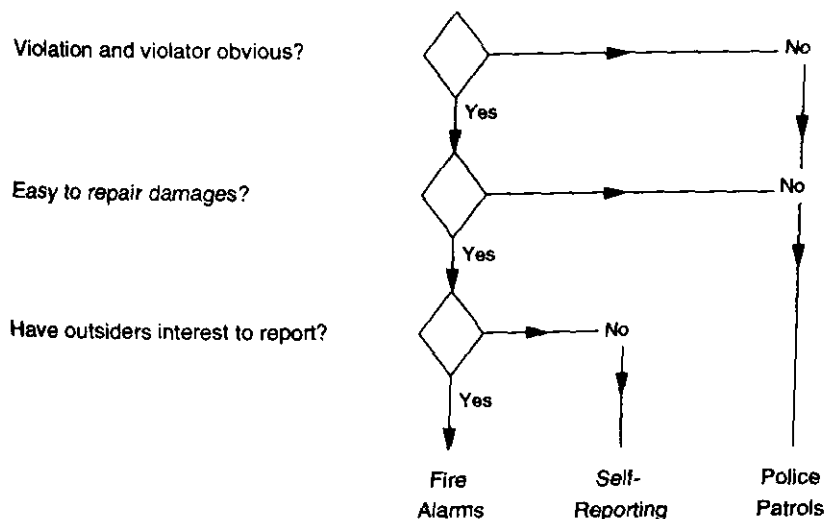 Violation and violator obvious?
No
Yes
Easy to repair damages?
No
Yes
Have outsiders interest to report?
No
Yes
Fire
Alarms
Self-
Reporting
Police
Patrols